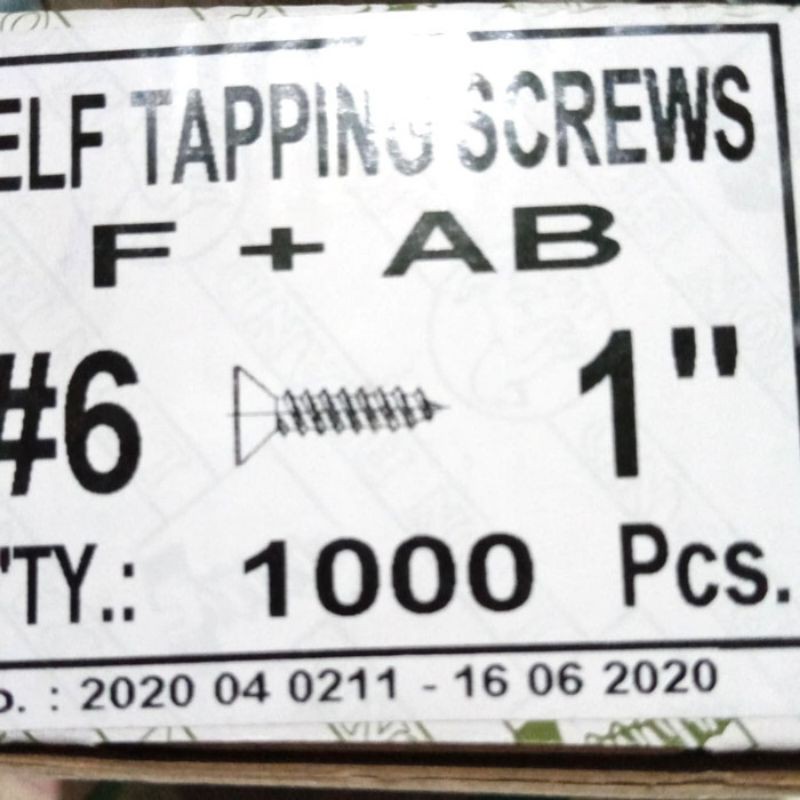 ELF TAPPING SCREWS
F + AB
#6 1"
'TY.: 1000 Pcs.
o. : 2020 04 0211 - 16 06 2020